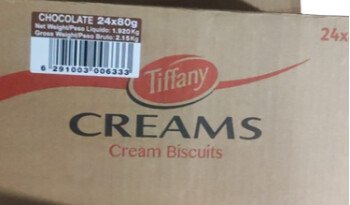 CHOCOLATE 24x80g
Net Weight/Peso Liquido: 1.920Kg
Gross Weight/Peso Bruto: 2.15Kg
6 291003 006333
24x
Tiffany
CREAMS
Cream Biscuits